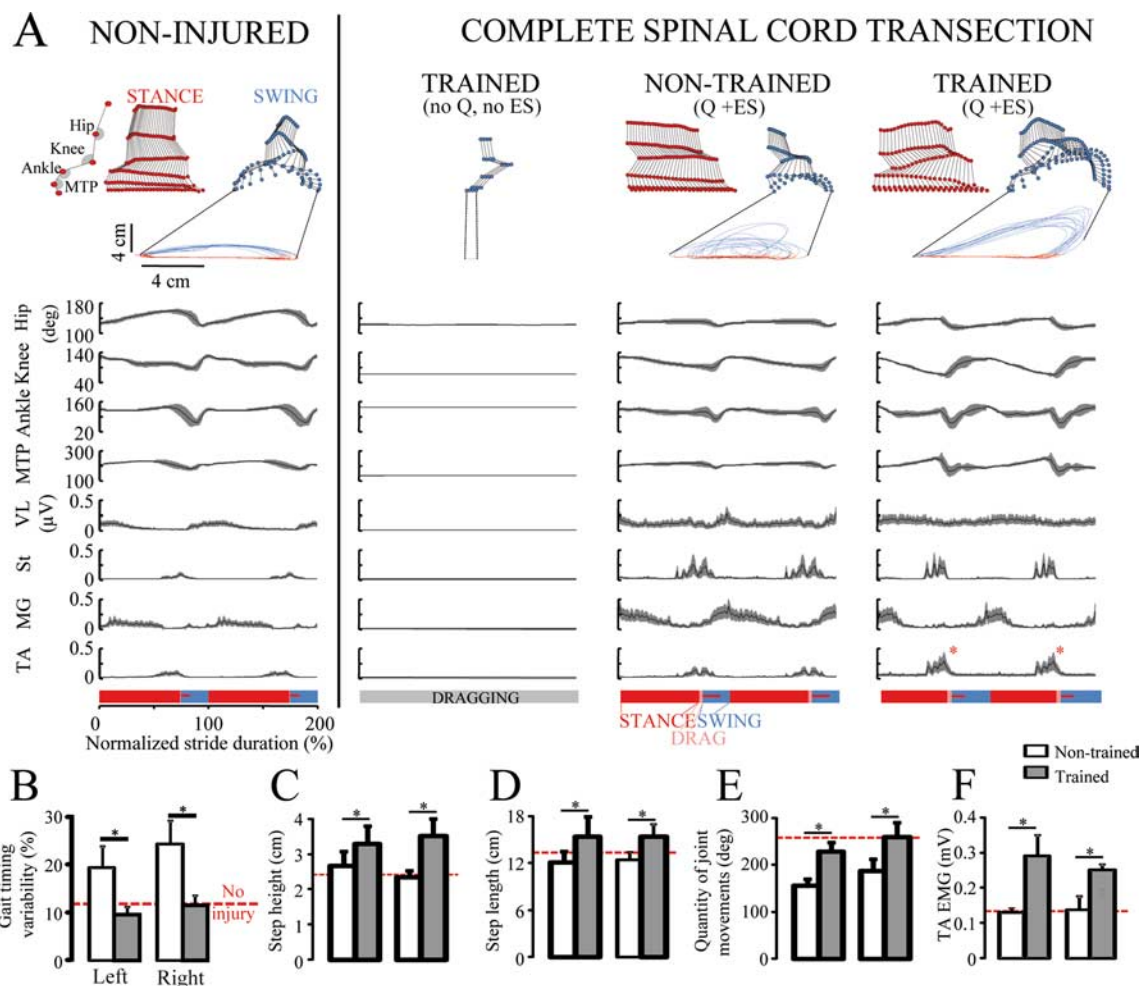 A NON-INJURED COMPLETE SPINAL CORD TRANSECTION
TRAINED
(no Q, no ES)
NON-TRAINED
(Q +ES)
TRAINED
(Q +ES)
STANCE SWING
Hip
Knee
Ankle
MTP
4 cm
4 cm
Hip
(deg)
180
100
Knee
140
40
Ankle
160
20
MTP
300
100
VL
(µV)
0.5
0
St
0.5
0
MG
0.5
0
TA
0.5
0
* *
DRAGGING
STANCE SWING
DRAG
0 100 200
Normalized stride duration (%)
Non-trained
Trained
B
Gait timing
variability (%)
30
20
10
0
* *
No
injury
Left Right
C
Step height (cm)
6
4
2
0
* *
D
Step length (cm)
18
12
6
0
* *
E
Quantity of joint
movements (deg)
300
200
100
0
* *
F
TA EMG (mV)
0.4
0.3
0.2
0.1
0
* *